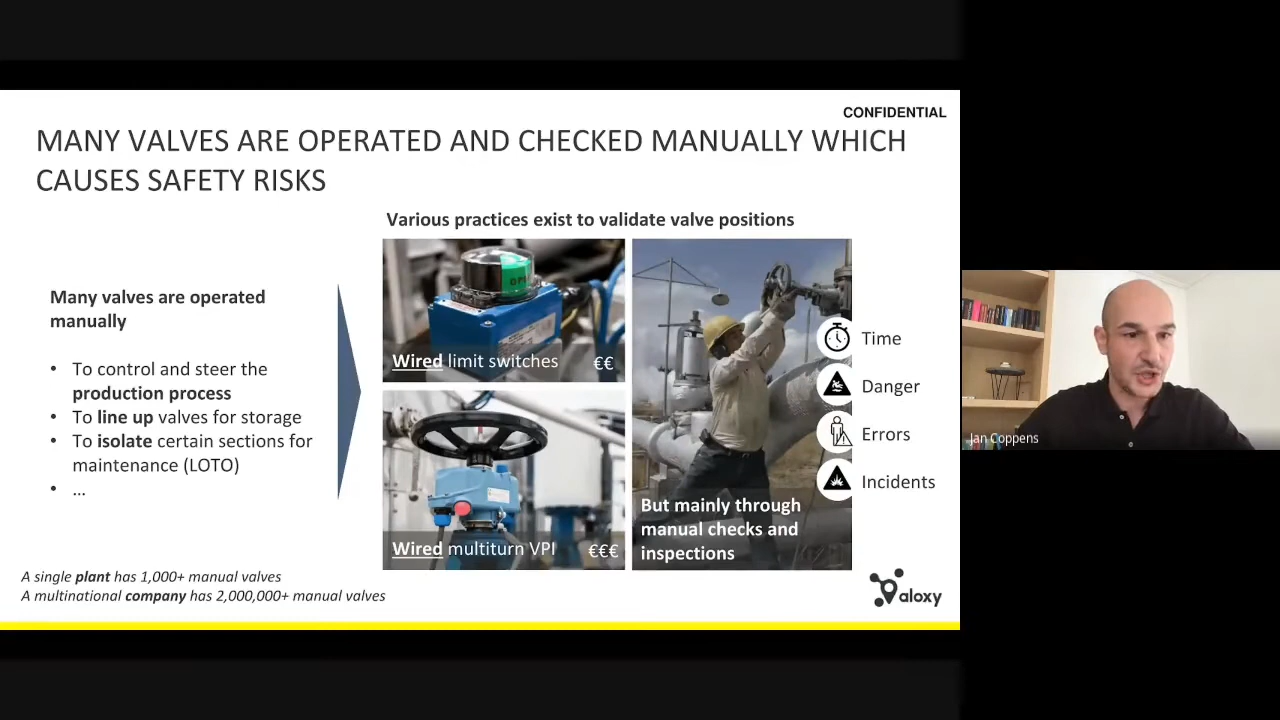 CONFIDENTIAL
MANY VALVES ARE OPERATED AND CHECKED MANUALLY WHICH
CAUSES SAFETY RISKS
Various practices exist to validate valve positions
Many valves are operated
manually
• To control and steer the
production process
• To line up valves for storage
• To isolate certain sections for
maintenance (LOTO)
• ...
OPE
Wired limit switches €€
Wired multiturn VPI €€€
But mainly through
manual checks and
inspections
Time
Danger
Errors
Incidents
A single plant has 1,000+ manual valves
A multinational company has 2,000,000+ manual valves
aloxy
Jan Coppens